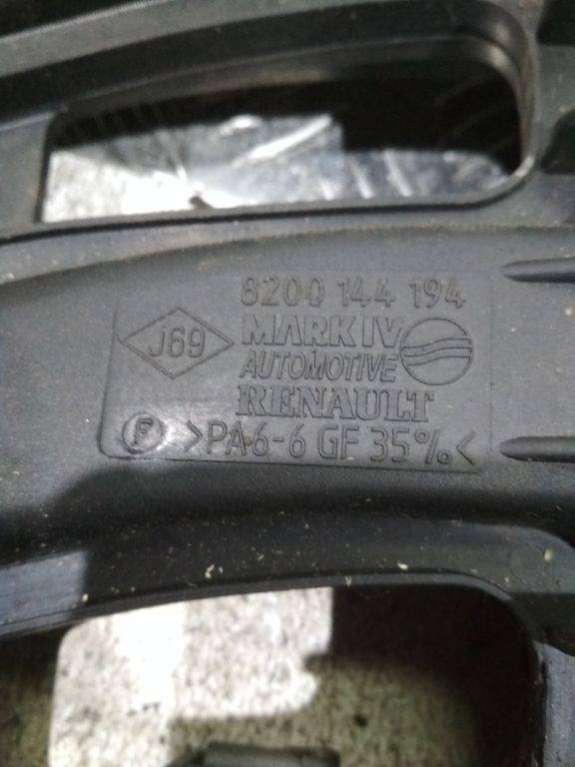 8200 144 194
J69
MARK IV
AUTOMOTIVE
RENAULT
F >PA6-6 GF 35%<